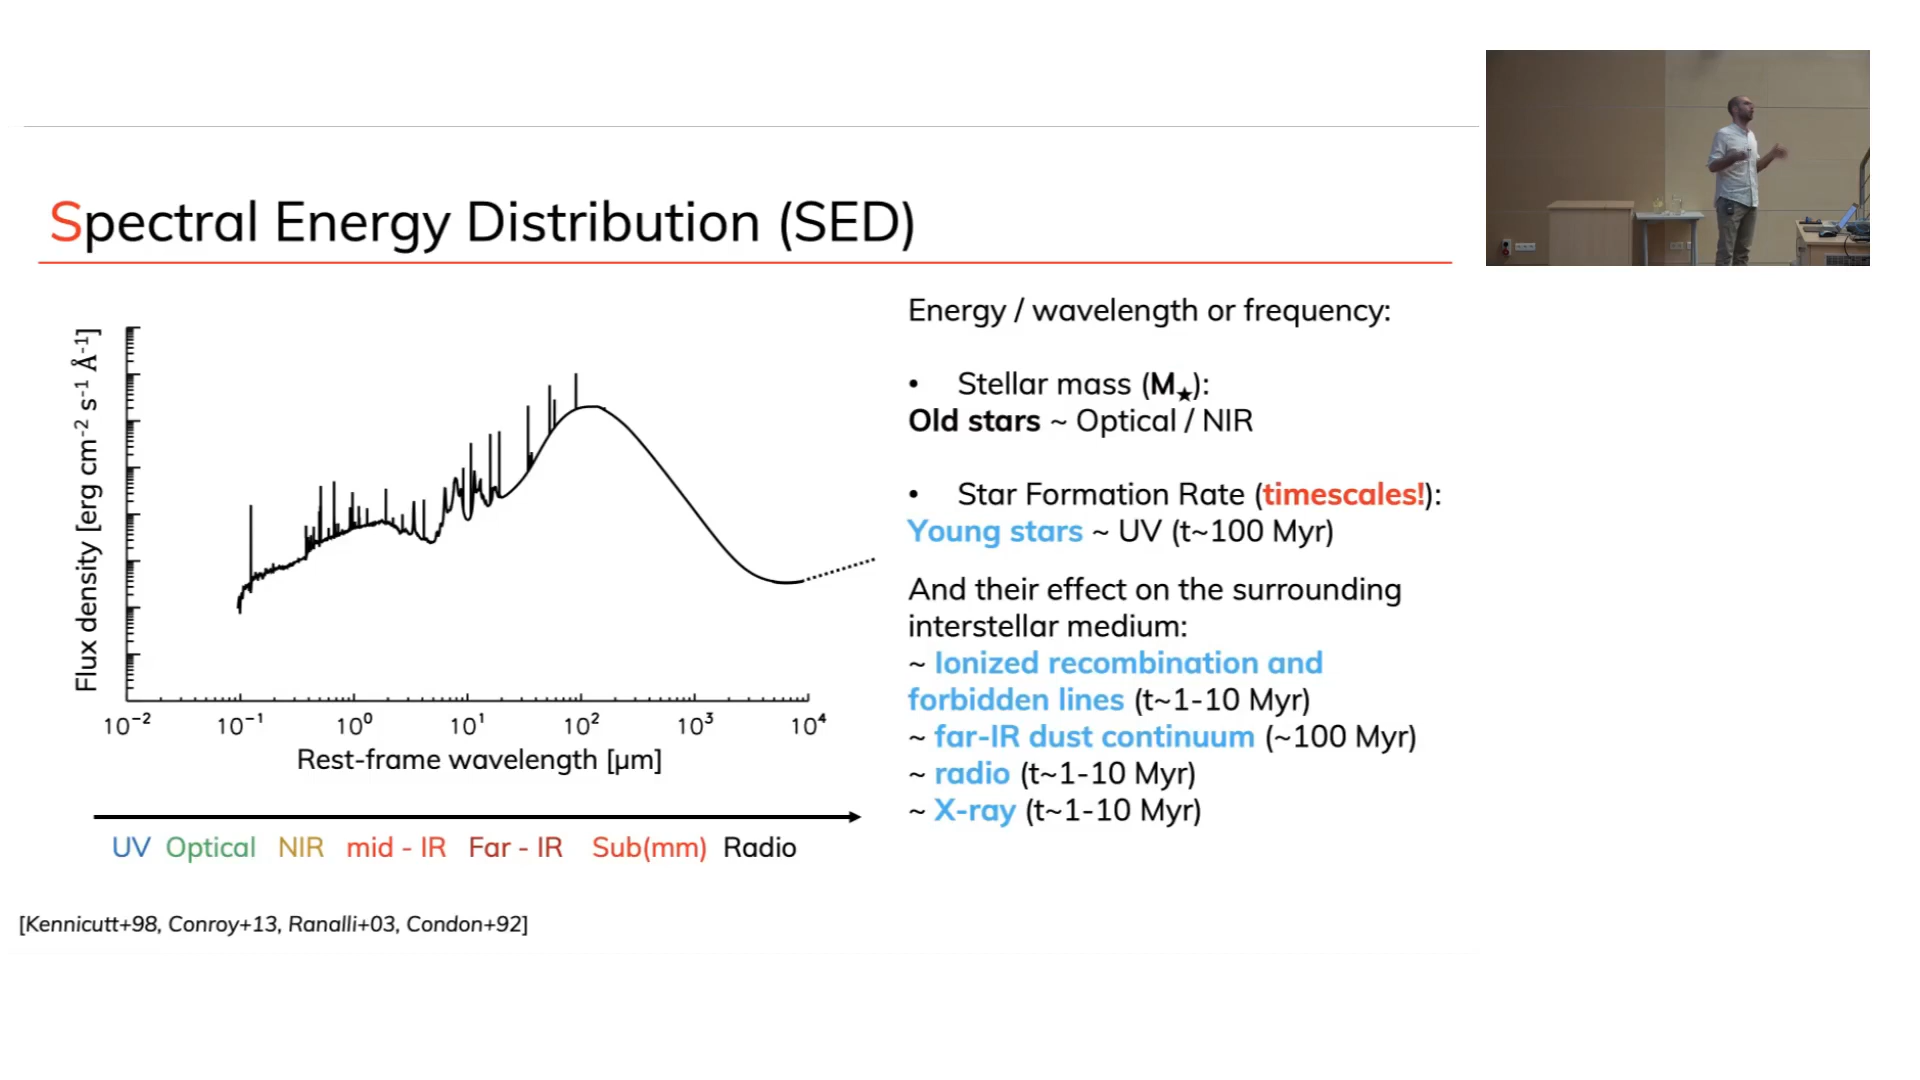 Spectral Energy Distribution (SED)
Flux density [erg cm⁻² s⁻¹ Å⁻¹]
10⁻² 10⁻¹ 10⁰ 10¹ 10² 10³ 10⁴
Rest-frame wavelength [µm]
UV Optical NIR mid - IR Far - IR Sub(mm) Radio
[Kennicutt+98, Conroy+13, Ranalli+03, Condon+92]
Energy / wavelength or frequency:
• Stellar mass (M★):
Old stars ~ Optical / NIR
• Star Formation Rate (timescales!):
Young stars ~ UV (t~100 Myr)
And their effect on the surrounding
interstellar medium:
~ Ionized recombination and
forbidden lines (t~1-10 Myr)
~ far-IR dust continuum (~100 Myr)
~ radio (t~1-10 Myr)
~ X-ray (t~1-10 Myr)